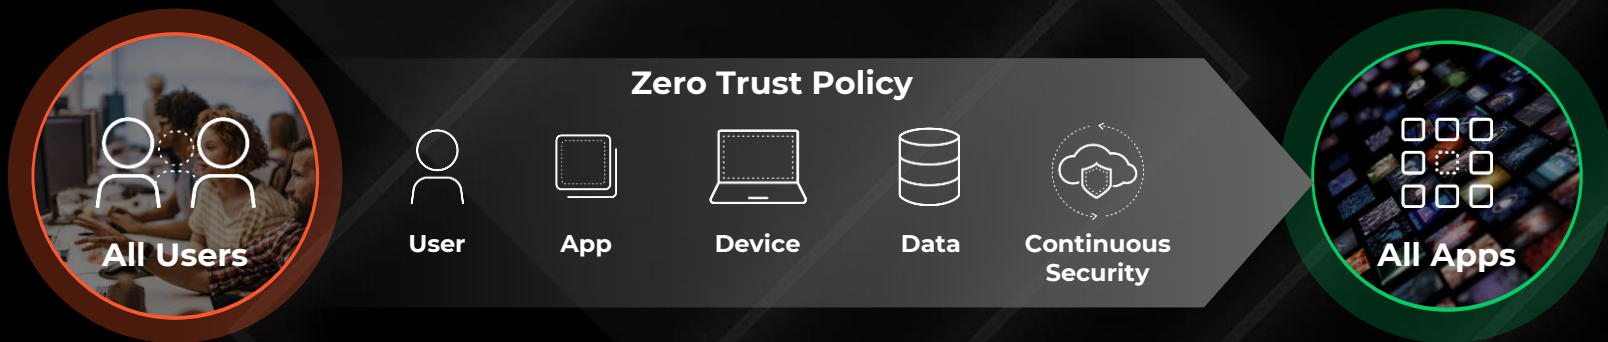 Zero Trust Policy
All Users
User
App
Device
Data
Continuous
Security
All Apps